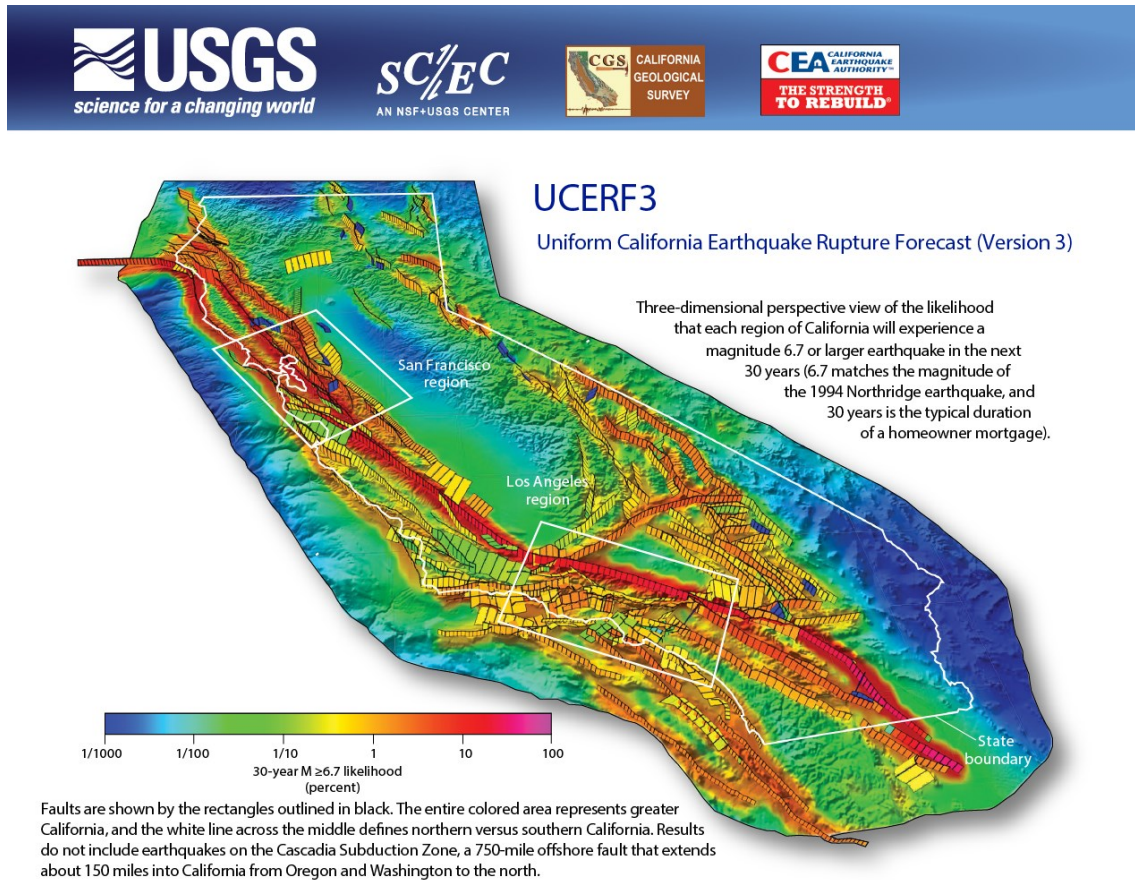 USGS
science for a changing world
SC/EC
AN NSF+USGS CENTER
CGS
CALIFORNIA
GEOLOGICAL
SURVEY
CEA CALIFORNIA
EARTHQUAKE
AUTHORITY™
THE STRENGTH
TO REBUILD®
UCERF3
Uniform California Earthquake Rupture Forecast (Version 3)
Three-dimensional perspective view of the likelihood
that each region of California will experience a
magnitude 6.7 or larger earthquake in the next
30 years (6.7 matches the magnitude of
the 1994 Northridge earthquake, and
30 years is the typical duration
of a homeowner mortgage).
San Francisco
region
Los Angeles
region
State
boundary
1/1000 1/100 1/10 1 10 100
30-year M ≥6.7 likelihood
(percent)
Faults are shown by the rectangles outlined in black. The entire colored area represents greater
California, and the white line across the middle defines northern versus southern California. Results
do not include earthquakes on the Cascadia Subduction Zone, a 750-mile offshore fault that extends
about 150 miles into California from Oregon and Washington to the north.